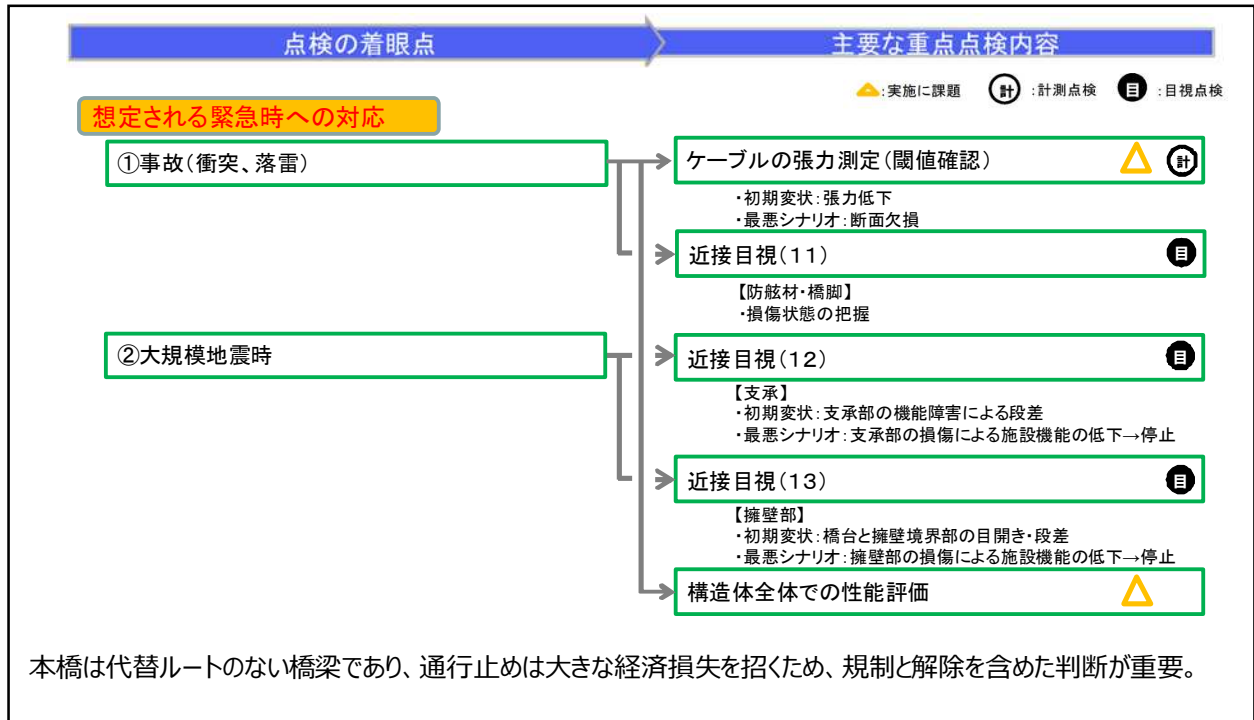 点検の着眼点
主要な重点点検内容
:実施に課題 計:計測点検 目:目視点検
想定される緊急時への対応
①事故(衝突、落雷)
ケーブルの張力測定(閾値確認) 計
・初期変状:張力低下
・最悪シナリオ:断面欠損
近接目視(11) 目
【防舷材・橋脚】
・損傷状態の把握
②大規模地震時
近接目視(12) 目
【支承】
・初期変状:支承部の機能障害による段差
・最悪シナリオ:支承部の損傷による施設機能の低下→停止
近接目視(13) 目
【擁壁部】
・初期変状:橋台と擁壁境界部の目開き・段差
・最悪シナリオ:擁壁部の損傷による施設機能の低下→停止
構造体全体での性能評価
本橋は代替ルートのない橋梁であり、通行止めは大きな経済損失を招くため、規制と解除を含めた判断が重要。